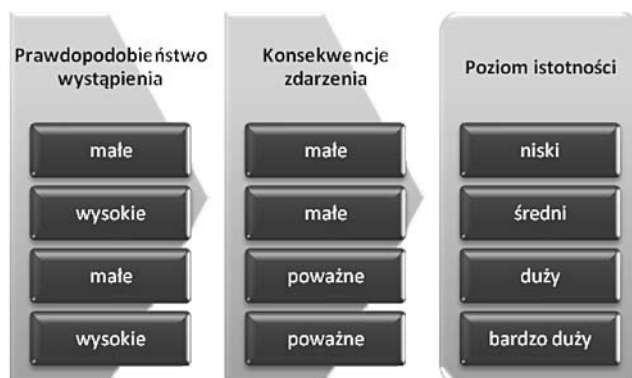 Prawdopodobieństwo
wystąpienia
małe
wysokie
małe
wysokie
Konsekwencje
zdarzenia
małe
małe
poważne
poważne
Poziom istotności
niski
średni
duży
bardzo duży